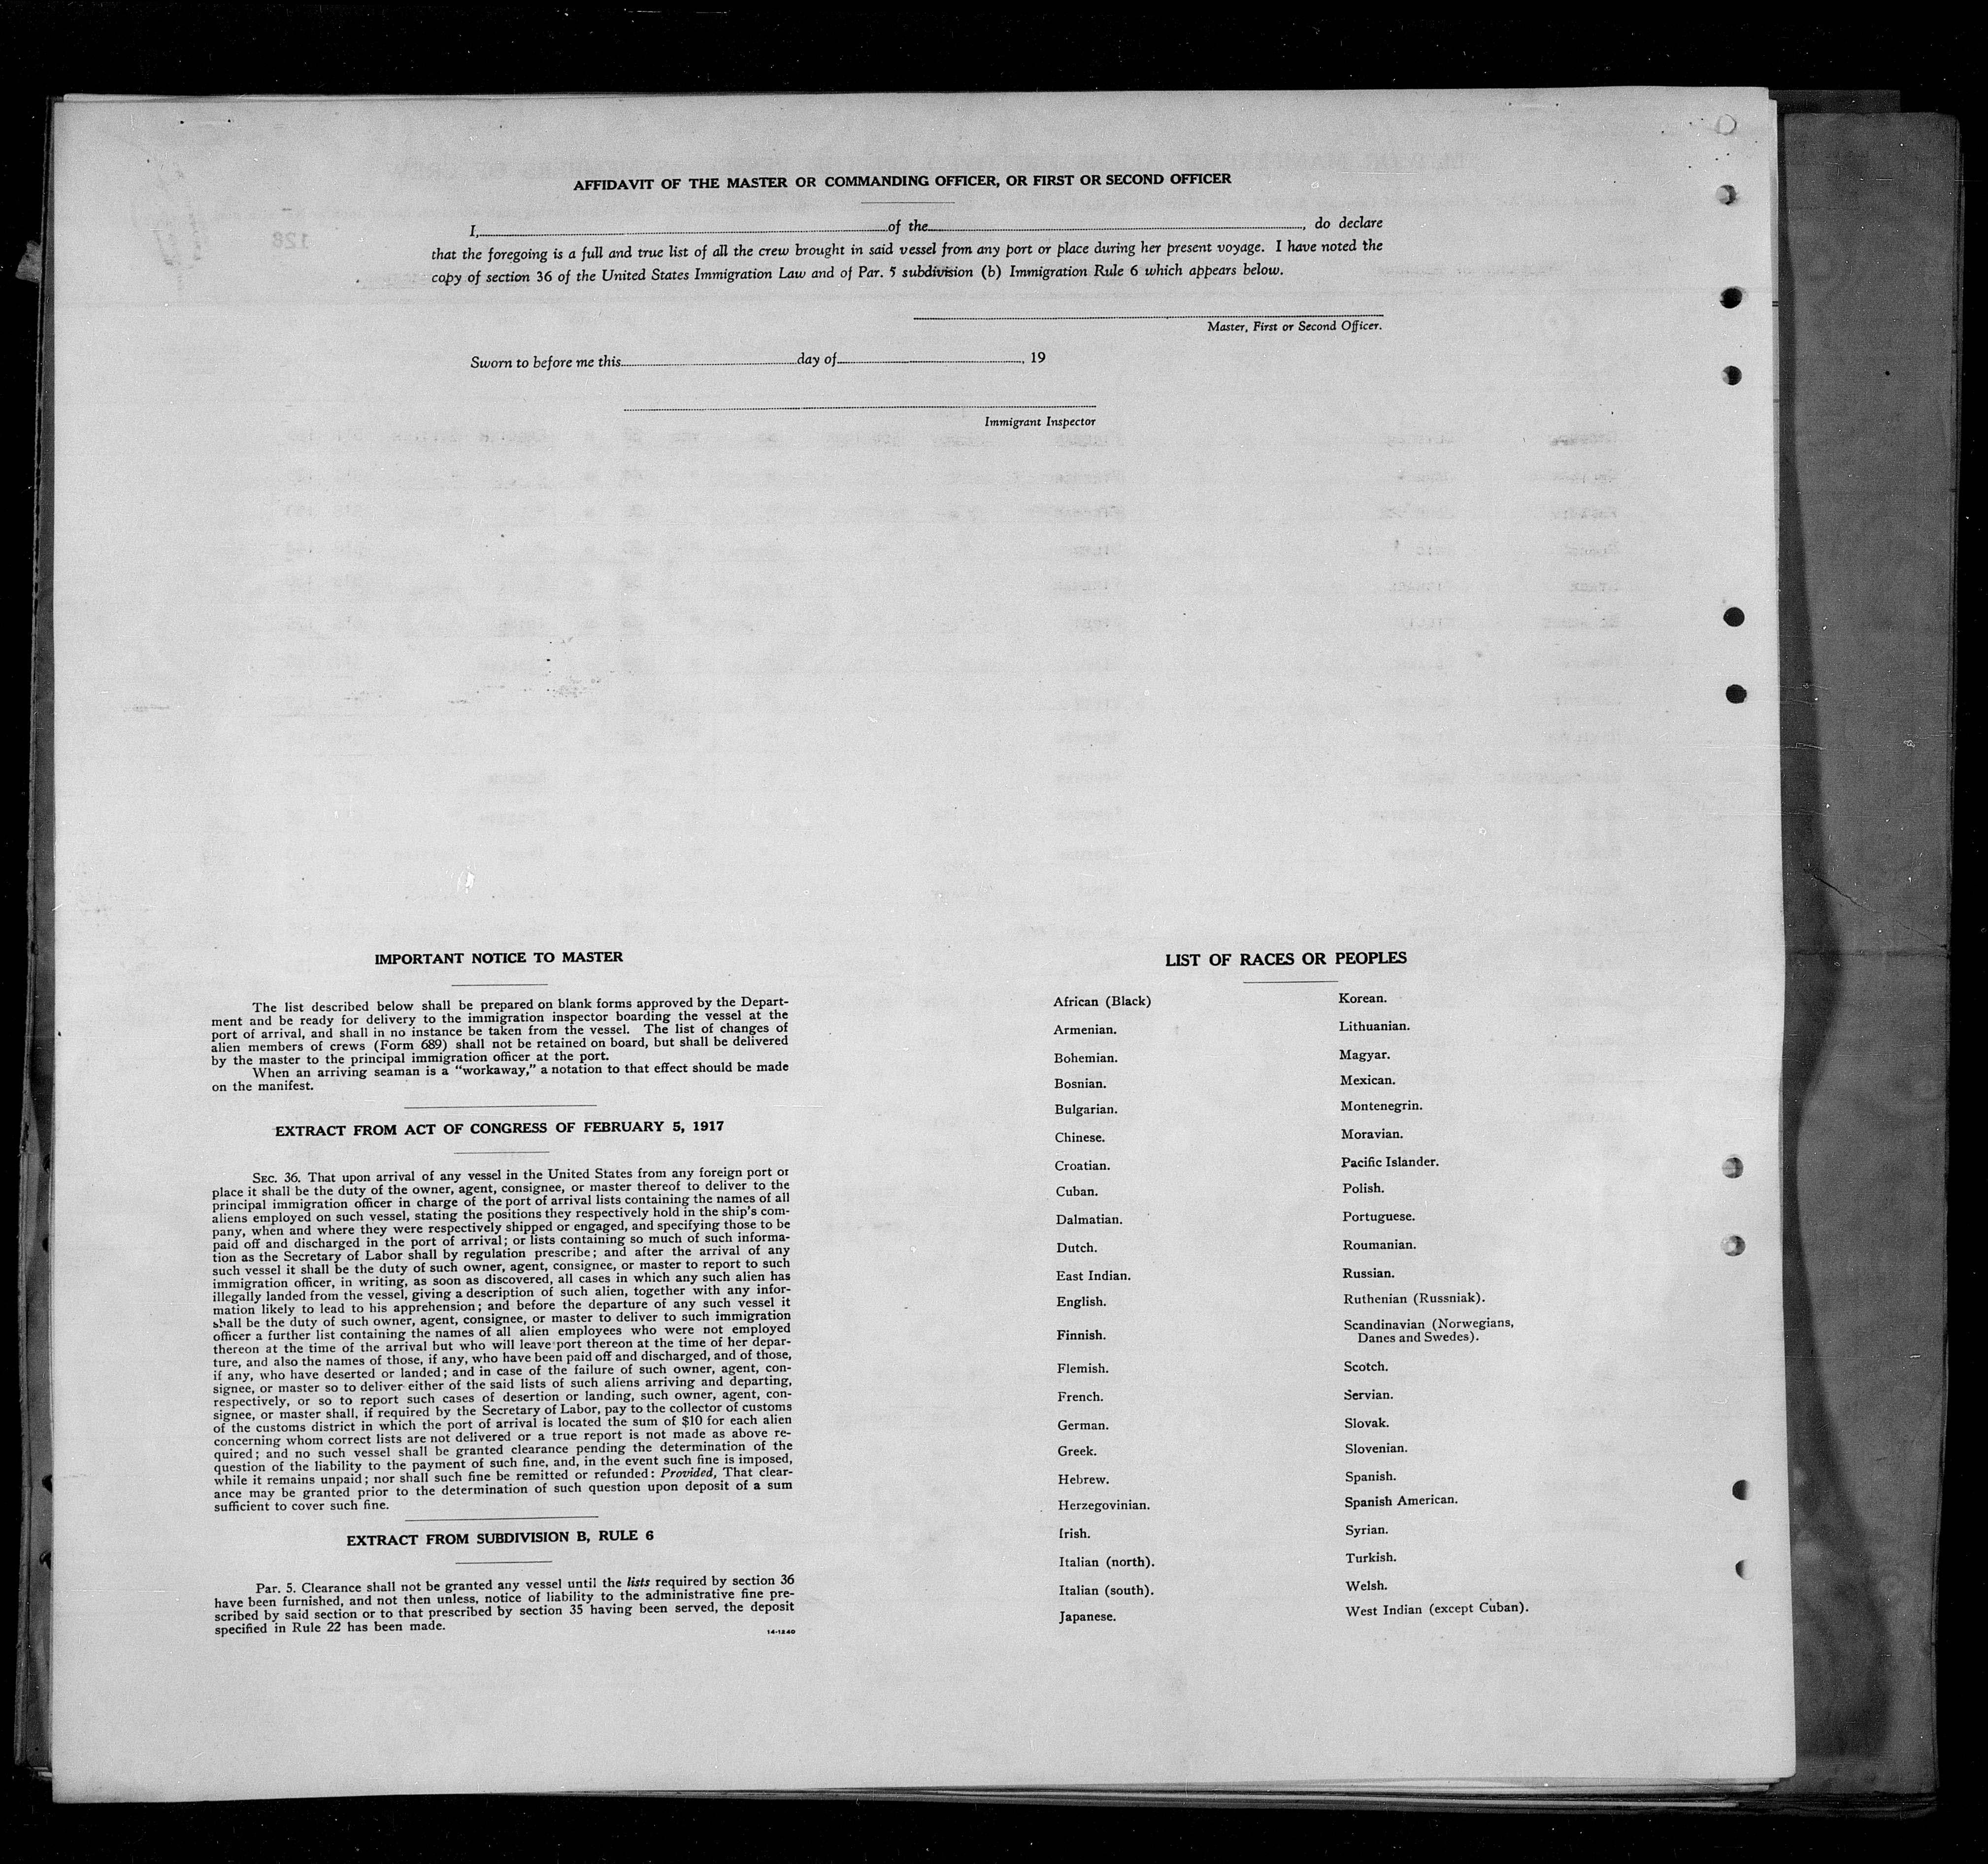 AFFIDAVIT OF THE MASTER OR COMMANDING OFFICER, OR FIRST OR SECOND OFFICER
I, of the , do declare
that the foregoing is a full and true list of all the crew brought in said vessel from any port or place during her present voyage. I have noted the
copy of section 36 of the United States Immigration Law and of Par. 5 subdivision (b) Immigration Rule 6 which appears below.
Master, First or Second Officer.
Sworn to before me this day of , 19
Immigrant Inspector
IMPORTANT NOTICE TO MASTER
The list described below shall be prepared on blank forms approved by the Depart-
ment and be ready for delivery to the immigration inspector boarding the vessel at the
port of arrival, and shall in no instance be taken from the vessel. The list of changes of
alien members of crews (Form 689) shall not be retained on board, but shall be delivered
by the master to the principal immigration officer at the port.
When an arriving seaman is a "workaway," a notation to that effect should be made
on the manifest.
EXTRACT FROM ACT OF CONGRESS OF FEBRUARY 5, 1917
SEC. 36. That upon arrival of any vessel in the United States from any foreign port or
place it shall be the duty of the owner, agent, consignee, or master thereof to deliver to the
principal immigration officer in charge of the port of arrival lists containing the names of all
aliens employed on such vessel, stating the positions they respectively hold in the ship's com-
pany, when and where they were respectively shipped or engaged, and specifying those to be
paid off and discharged in the port of arrival; or lists containing so much of such informa-
tion as the Secretary of Labor shall by regulation prescribe; and after the arrival of any
such vessel it shall be the duty of such owner, agent, consignee, or master to report to such
immigration officer, in writing, as soon as discovered, all cases in which any such alien has
illegally landed from the vessel, giving a description of such alien, together with any infor-
mation likely to lead to his apprehension; and before the departure of any such vessel it
shall be the duty of such owner, agent, consignee, or master to deliver to such immigration
officer a further list containing the names of all alien employees who were not employed
thereon at the time of the arrival but who will leave port thereon at the time of her depar-
ture, and also the names of those, if any, who have been paid off and discharged, and of those,
if any, who have deserted or landed; and in case of the failure of such owner, agent, con-
signee, or master so to deliver either of the said lists of such aliens arriving and departing,
respectively, or so to report such cases of desertion or landing, such owner, agent, con-
signee, or master shall, if required by the Secretary of Labor, pay to the collector of customs
of the customs district in which the port of arrival is located the sum of $10 for each alien
concerning whom correct lists are not delivered or a true report is not made as above re-
quired; and no such vessel shall be granted clearance pending the determination of the
question of the liability to the payment of such fine, and, in the event such fine is imposed,
while it remains unpaid; nor shall such fine be remitted or refunded: Provided, That clear-
ance may be granted prior to the determination of such question upon deposit of a sum
sufficient to cover such fine.
EXTRACT FROM SUBDIVISION B, RULE 6
Par. 5. Clearance shall not be granted any vessel until the lists required by section 36
have been furnished, and not then unless, notice of liability to the administrative fine pre-
scribed by said section or to that prescribed by section 35 having been served, the deposit
specified in Rule 22 has been made.
14-1240
LIST OF RACES OR PEOPLES
African (Black)
Armenian.
Bohemian.
Bosnian.
Bulgarian.
Chinese.
Croatian.
Cuban.
Dalmatian.
Dutch.
East Indian.
English.
Finnish.
Flemish.
French.
German.
Greek.
Hebrew.
Herzegovinian.
Irish.
Italian (north).
Italian (south).
Japanese.
Korean.
Lithuanian.
Magyar.
Mexican.
Montenegrin.
Moravian.
Pacific Islander.
Polish.
Portuguese.
Roumanian.
Russian.
Ruthenian (Russniak).
Scandinavian (Norwegians,
Danes and Swedes).
Scotch.
Servian.
Slovak.
Slovenian.
Spanish.
Spanish American.
Syrian.
Turkish.
Welsh.
West Indian (except Cuban).